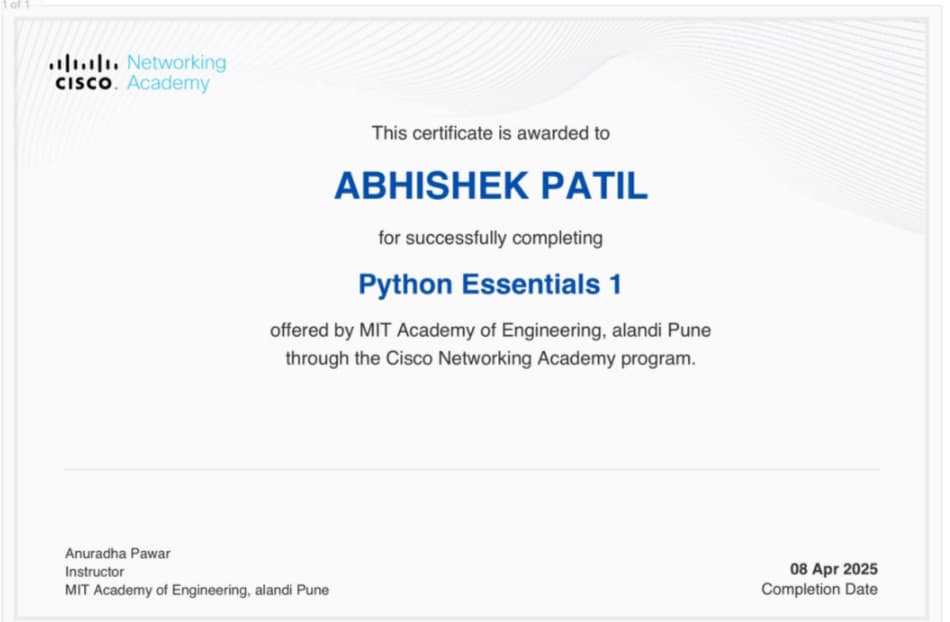 1 of 1
CISCO. Networking Academy
This certificate is awarded to
ABHISHEK PATIL
for successfully completing
Python Essentials 1
offered by MIT Academy of Engineering, alandi Pune
through the Cisco Networking Academy program.
Anuradha Pawar
Instructor
MIT Academy of Engineering, alandi Pune
08 Apr 2025
Completion Date